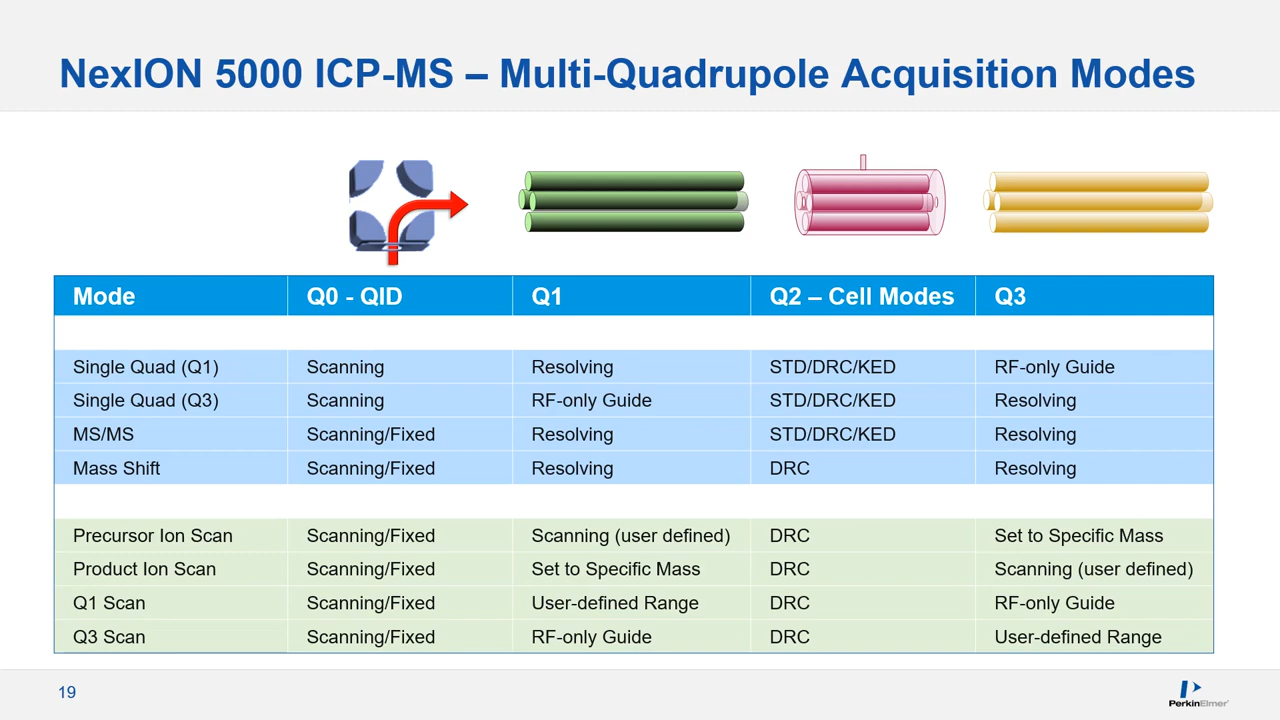 NexION 5000 ICP-MS – Multi-Quadrupole Acquisition Modes
Mode Q0 - QID Q1 Q2 – Cell Modes Q3
Single Quad (Q1) Scanning Resolving STD/DRC/KED RF-only Guide
Single Quad (Q3) Scanning RF-only Guide STD/DRC/KED Resolving
MS/MS Scanning/Fixed Resolving STD/DRC/KED Resolving
Mass Shift Scanning/Fixed Resolving DRC Resolving
Precursor Ion Scan Scanning/Fixed Scanning (user defined) DRC Set to Specific Mass
Product Ion Scan Scanning/Fixed Set to Specific Mass DRC Scanning (user defined)
Q1 Scan Scanning/Fixed User-defined Range DRC RF-only Guide
Q3 Scan Scanning/Fixed RF-only Guide DRC User-defined Range
19
PerkinElmer